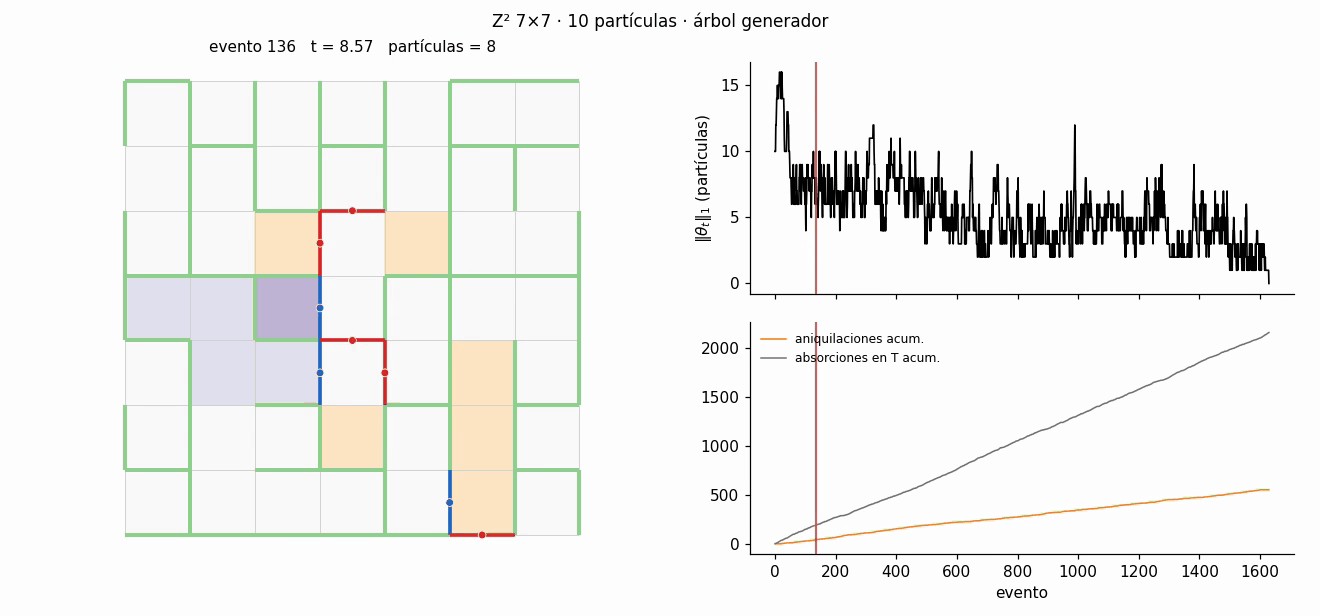 Z² 7×7 · 10 partículas · árbol generador
evento 136   t = 8.57   partículas = 8
‖θₜ‖₁ (partículas)
15
10
5
0
aniquilaciones acum.
absorciones en T acum.
2000
1500
1000
500
0
0 200 400 600 800 1000 1200 1400 1600
evento